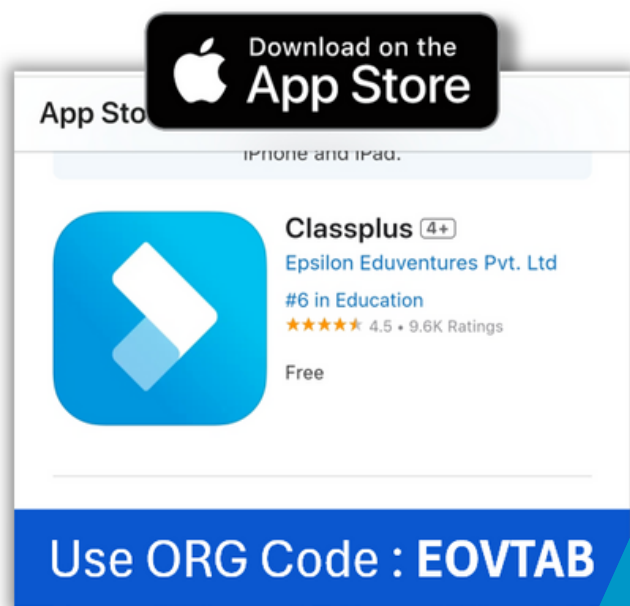 Download on the
App Store
App Sto
iPhone and iPad.
Classplus 4+
Epsilon Eduventures Pvt. Ltd
#6 in Education
★★★★★ 4.5 • 9.6K Ratings
Free
Use ORG Code : EOVTAB